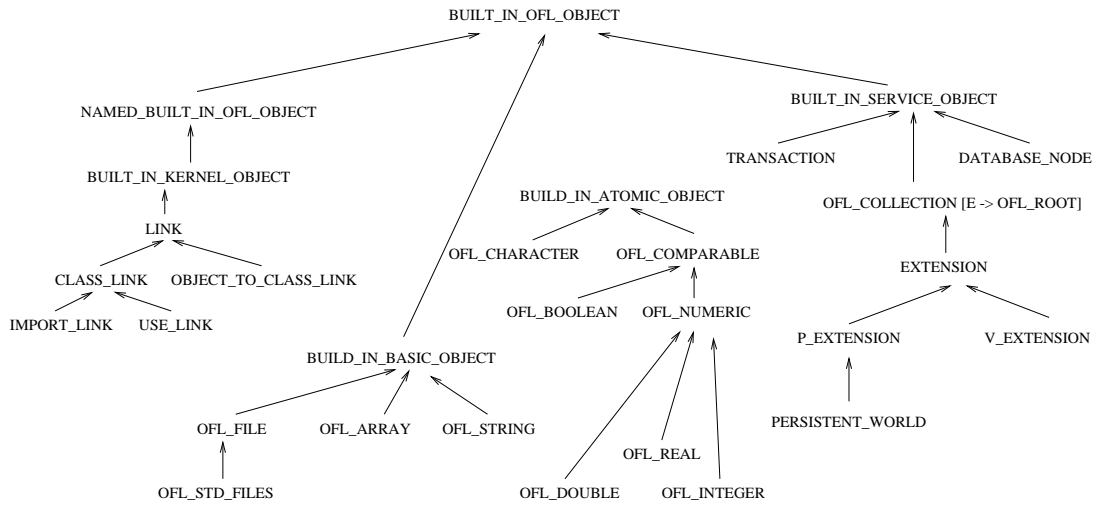 BUILT_IN_OFL_OBJECT
NAMED_BUILT_IN_OFL_OBJECT
BUILT_IN_SERVICE_OBJECT
TRANSACTION
DATABASE_NODE
BUILT_IN_KERNEL_OBJECT
BUILD_IN_ATOMIC_OBJECT
OFL_COLLECTION [E -> OFL_ROOT]
LINK
OFL_CHARACTER
OFL_COMPARABLE
EXTENSION
CLASS_LINK
OBJECT_TO_CLASS_LINK
OFL_BOOLEAN
OFL_NUMERIC
IMPORT_LINK
USE_LINK
P_EXTENSION
V_EXTENSION
BUILD_IN_BASIC_OBJECT
PERSISTENT_WORLD
OFL_FILE
OFL_ARRAY
OFL_STRING
OFL_REAL
OFL_STD_FILES
OFL_DOUBLE
OFL_INTEGER